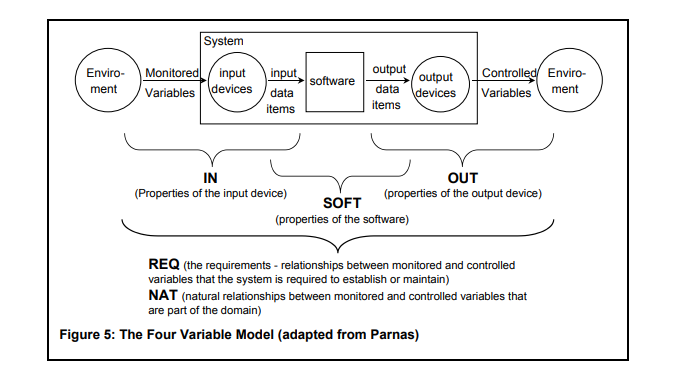 System
Enviro-
ment
Monitored
Variables
input
devices
input
data
items
software
output
data
items
output
devices
Controlled
Variables
Enviro-
ment
IN
(Properties of the input device)
OUT
(properties of the output device)
SOFT
(properties of the software)
REQ (the requirements - relationships between monitored and controlled
variables that the system is required to establish or maintain)
NAT (natural relationships between monitored and controlled variables that
are part of the domain)
Figure 5: The Four Variable Model (adapted from Parnas)